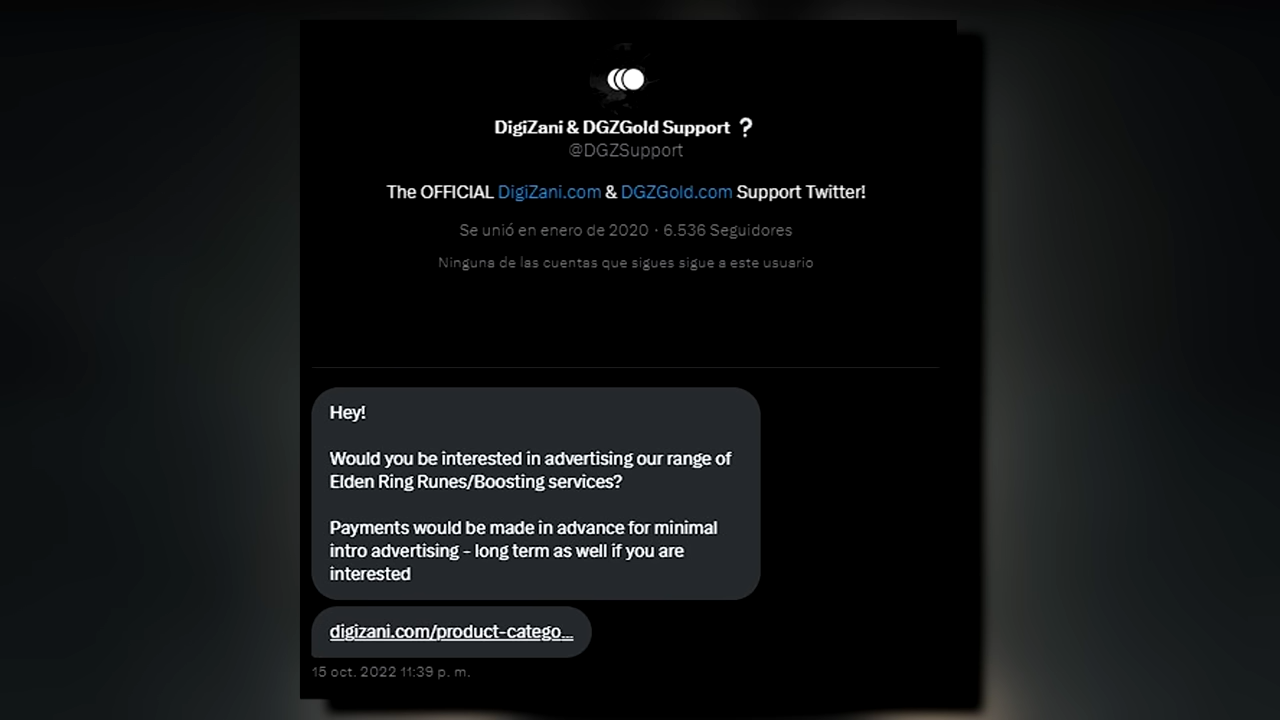 DigiZani & DGZGold Support ❔
@DGZSupport
The OFFICIAL DigiZani.com & DGZGold.com Support Twitter!
Se unió en enero de 2020 · 6.536 Seguidores
Ninguna de las cuentas que sigues sigue a este usuario
Hey!
Would you be interested in advertising our range of
Elden Ring Runes/Boosting services?
Payments would be made in advance for minimal
intro advertising - long term as well if you are
interested
digizani.com/product-catego...
15 oct. 2022 11:39 p. m.